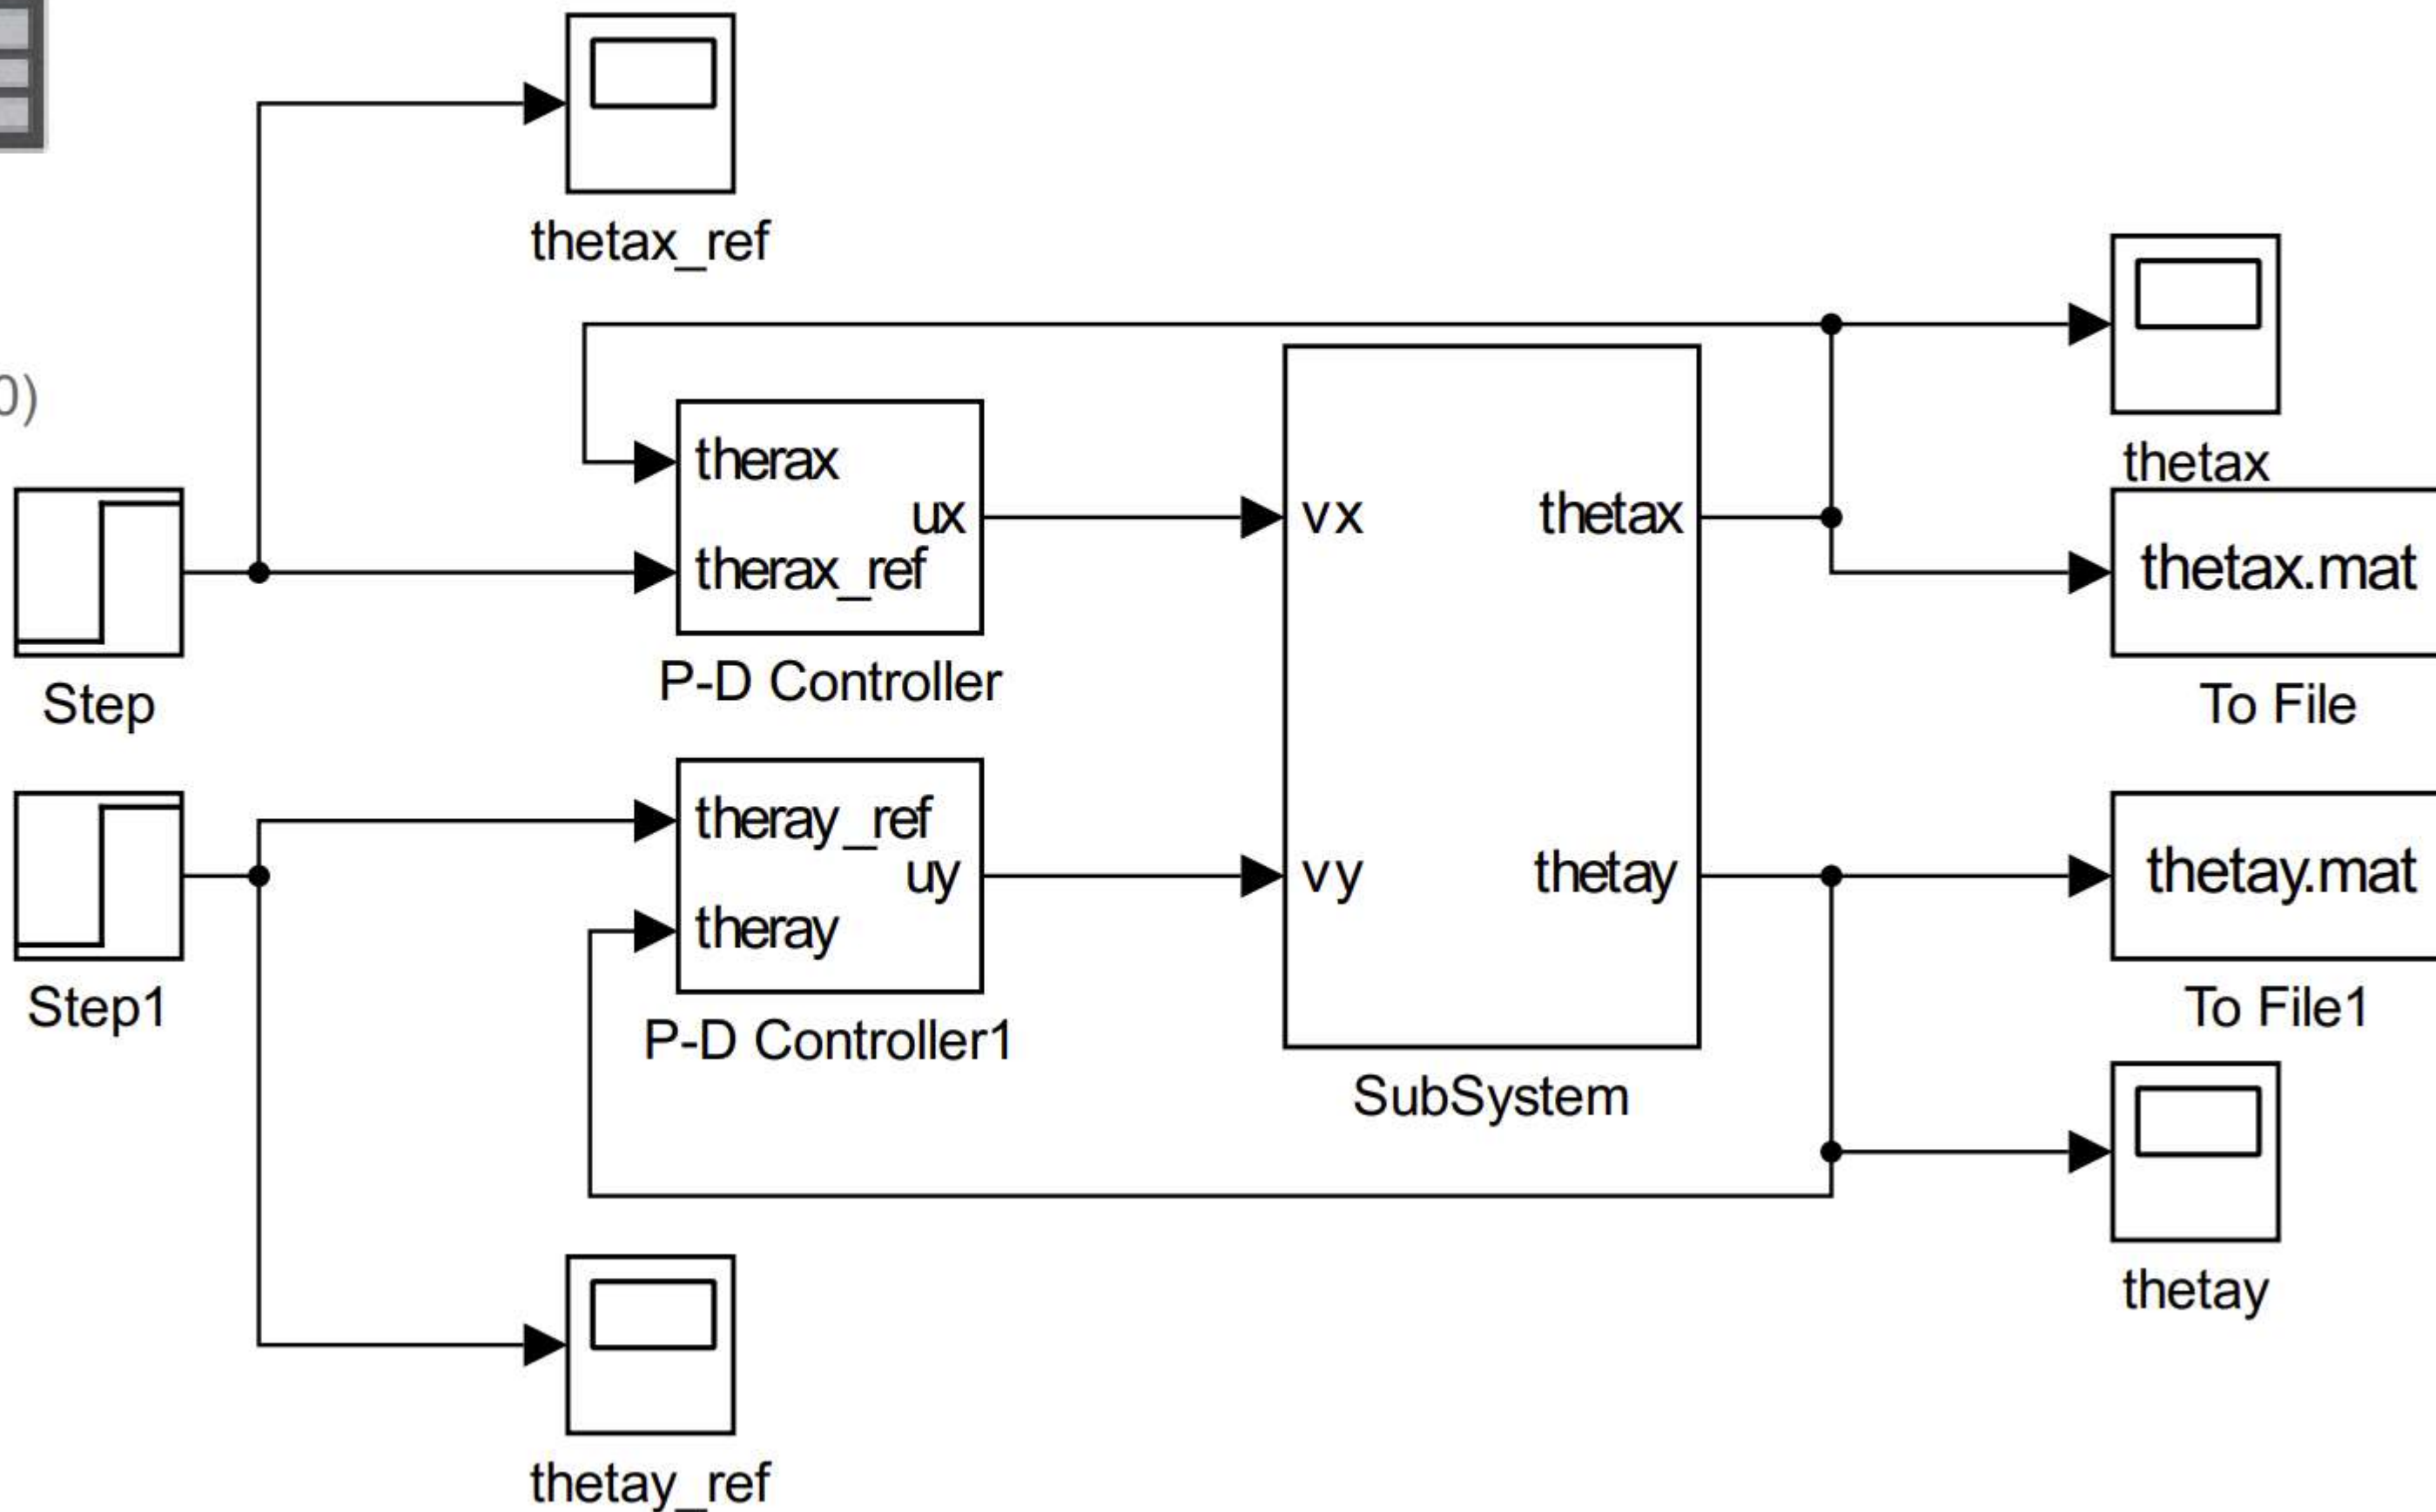 thetax_ref
0)
therax
ux
therax_ref
P-D Controller
vx
thetax
thetax
thetax.mat
To File
Step
theray_ref
uy
theray
P-D Controller1
vy
thetay
SubSystem
thetay.mat
To File1
Step1
thetay
thetay_ref